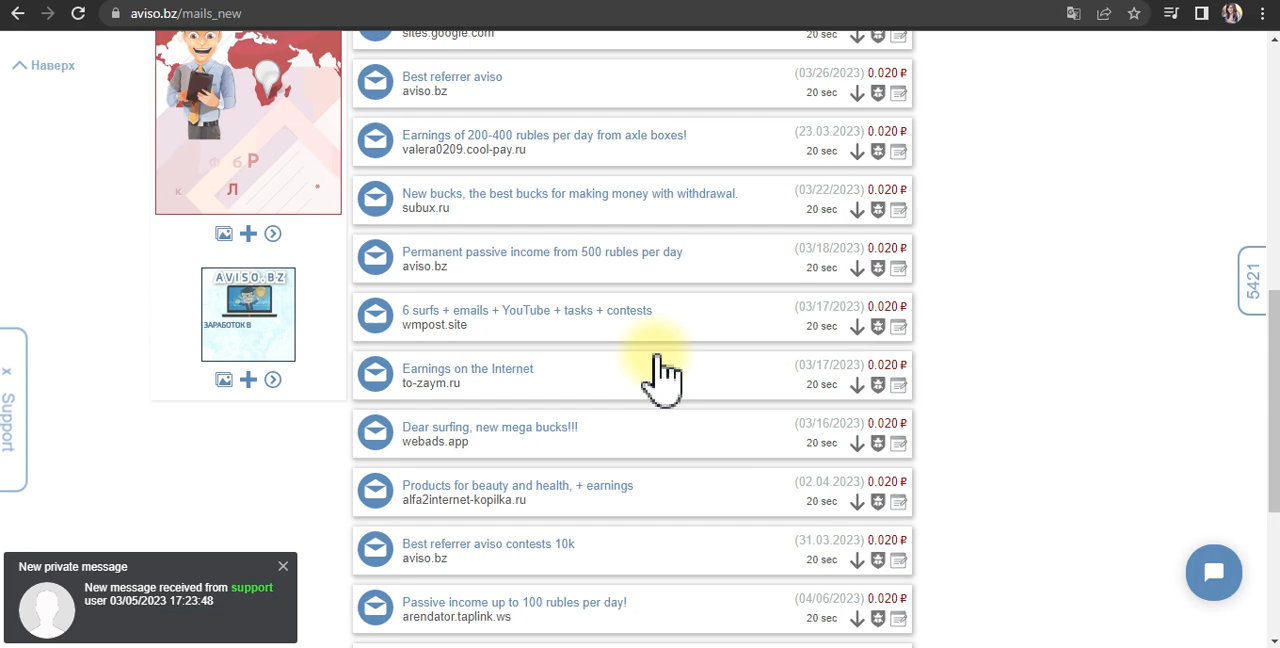 aviso.bz/mails_new
Наверх
sites.google.com
20 sec
Best referrer aviso
aviso.bz
(03/26/2023) 0.020 ₽
20 sec
Earnings of 200-400 rubles per day from axle boxes!
valera0209.cool-pay.ru
(23.03.2023) 0.020 ₽
20 sec
New bucks, the best bucks for making money with withdrawal.
subux.ru
(03/22/2023) 0.020 ₽
20 sec
Permanent passive income from 500 rubles per day
aviso.bz
(03/18/2023) 0.020 ₽
20 sec
6 surfs + emails + YouTube + tasks + contests
wmpost.site
(03/17/2023) 0.020 ₽
20 sec
Earnings on the Internet
to-zaym.ru
(03/17/2023) 0.020 ₽
20 sec
Dear surfing, new mega bucks!!!
webads.app
(03/16/2023) 0.020 ₽
20 sec
Products for beauty and health, + earnings
alfa2internet-kopilka.ru
(02.04.2023) 0.020 ₽
20 sec
Best referrer aviso contests 10k
aviso.bz
(31.03.2023) 0.020 ₽
20 sec
Passive income up to 100 rubles per day!
arendator.taplink.ws
(04/06/2023) 0.020 ₽
20 sec
Ф б Р
к Л
AVISO.BZ
ЗАРАБОТОК В
5421
x Support
New private message
New message received from support
user 03/05/2023 17:23:48